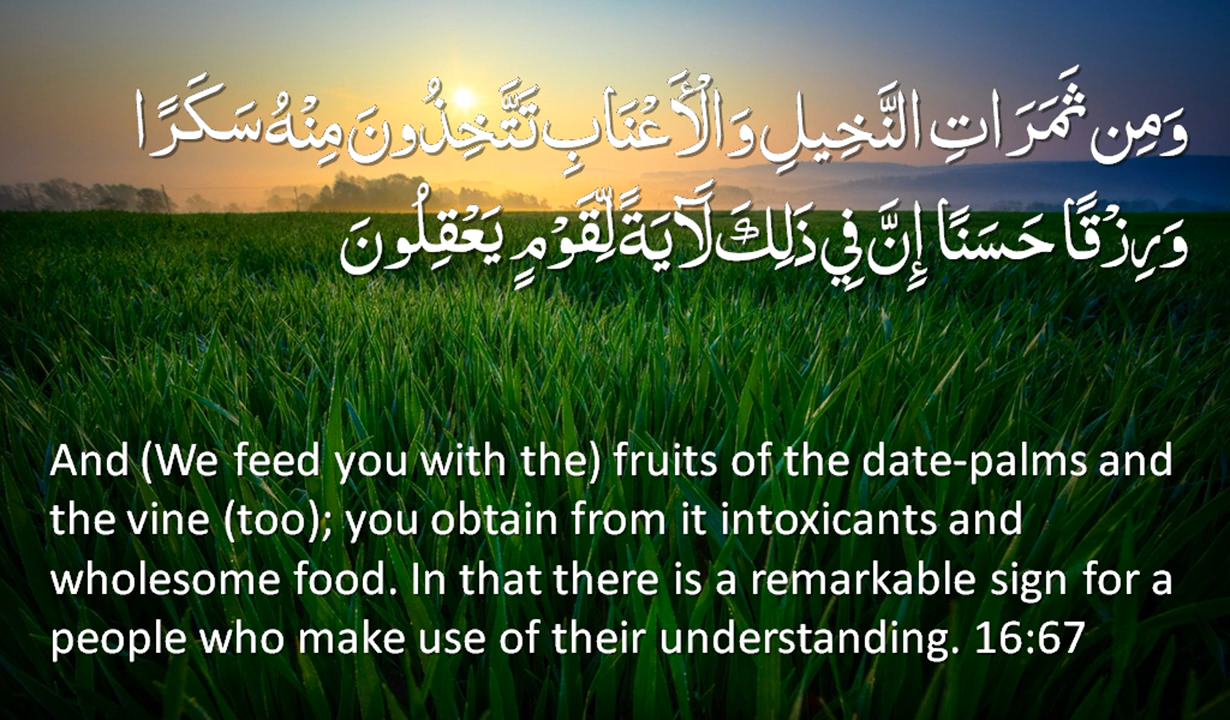 وَمِن ثَمَرَاتِ النَّخِيلِ وَالْأَعْنَابِ تَتَّخِذُونَ مِنْهُ سَكَرًا
وَرِزْقًا حَسَنًا إِنَّ فِي ذَلِكَ لَآيَةً لِّقَوْمٍ يَعْقِلُونَ
And (We feed you with the) fruits of the date-palms and
the vine (too); you obtain from it intoxicants and
wholesome food. In that there is a remarkable sign for a
people who make use of their understanding. 16:67